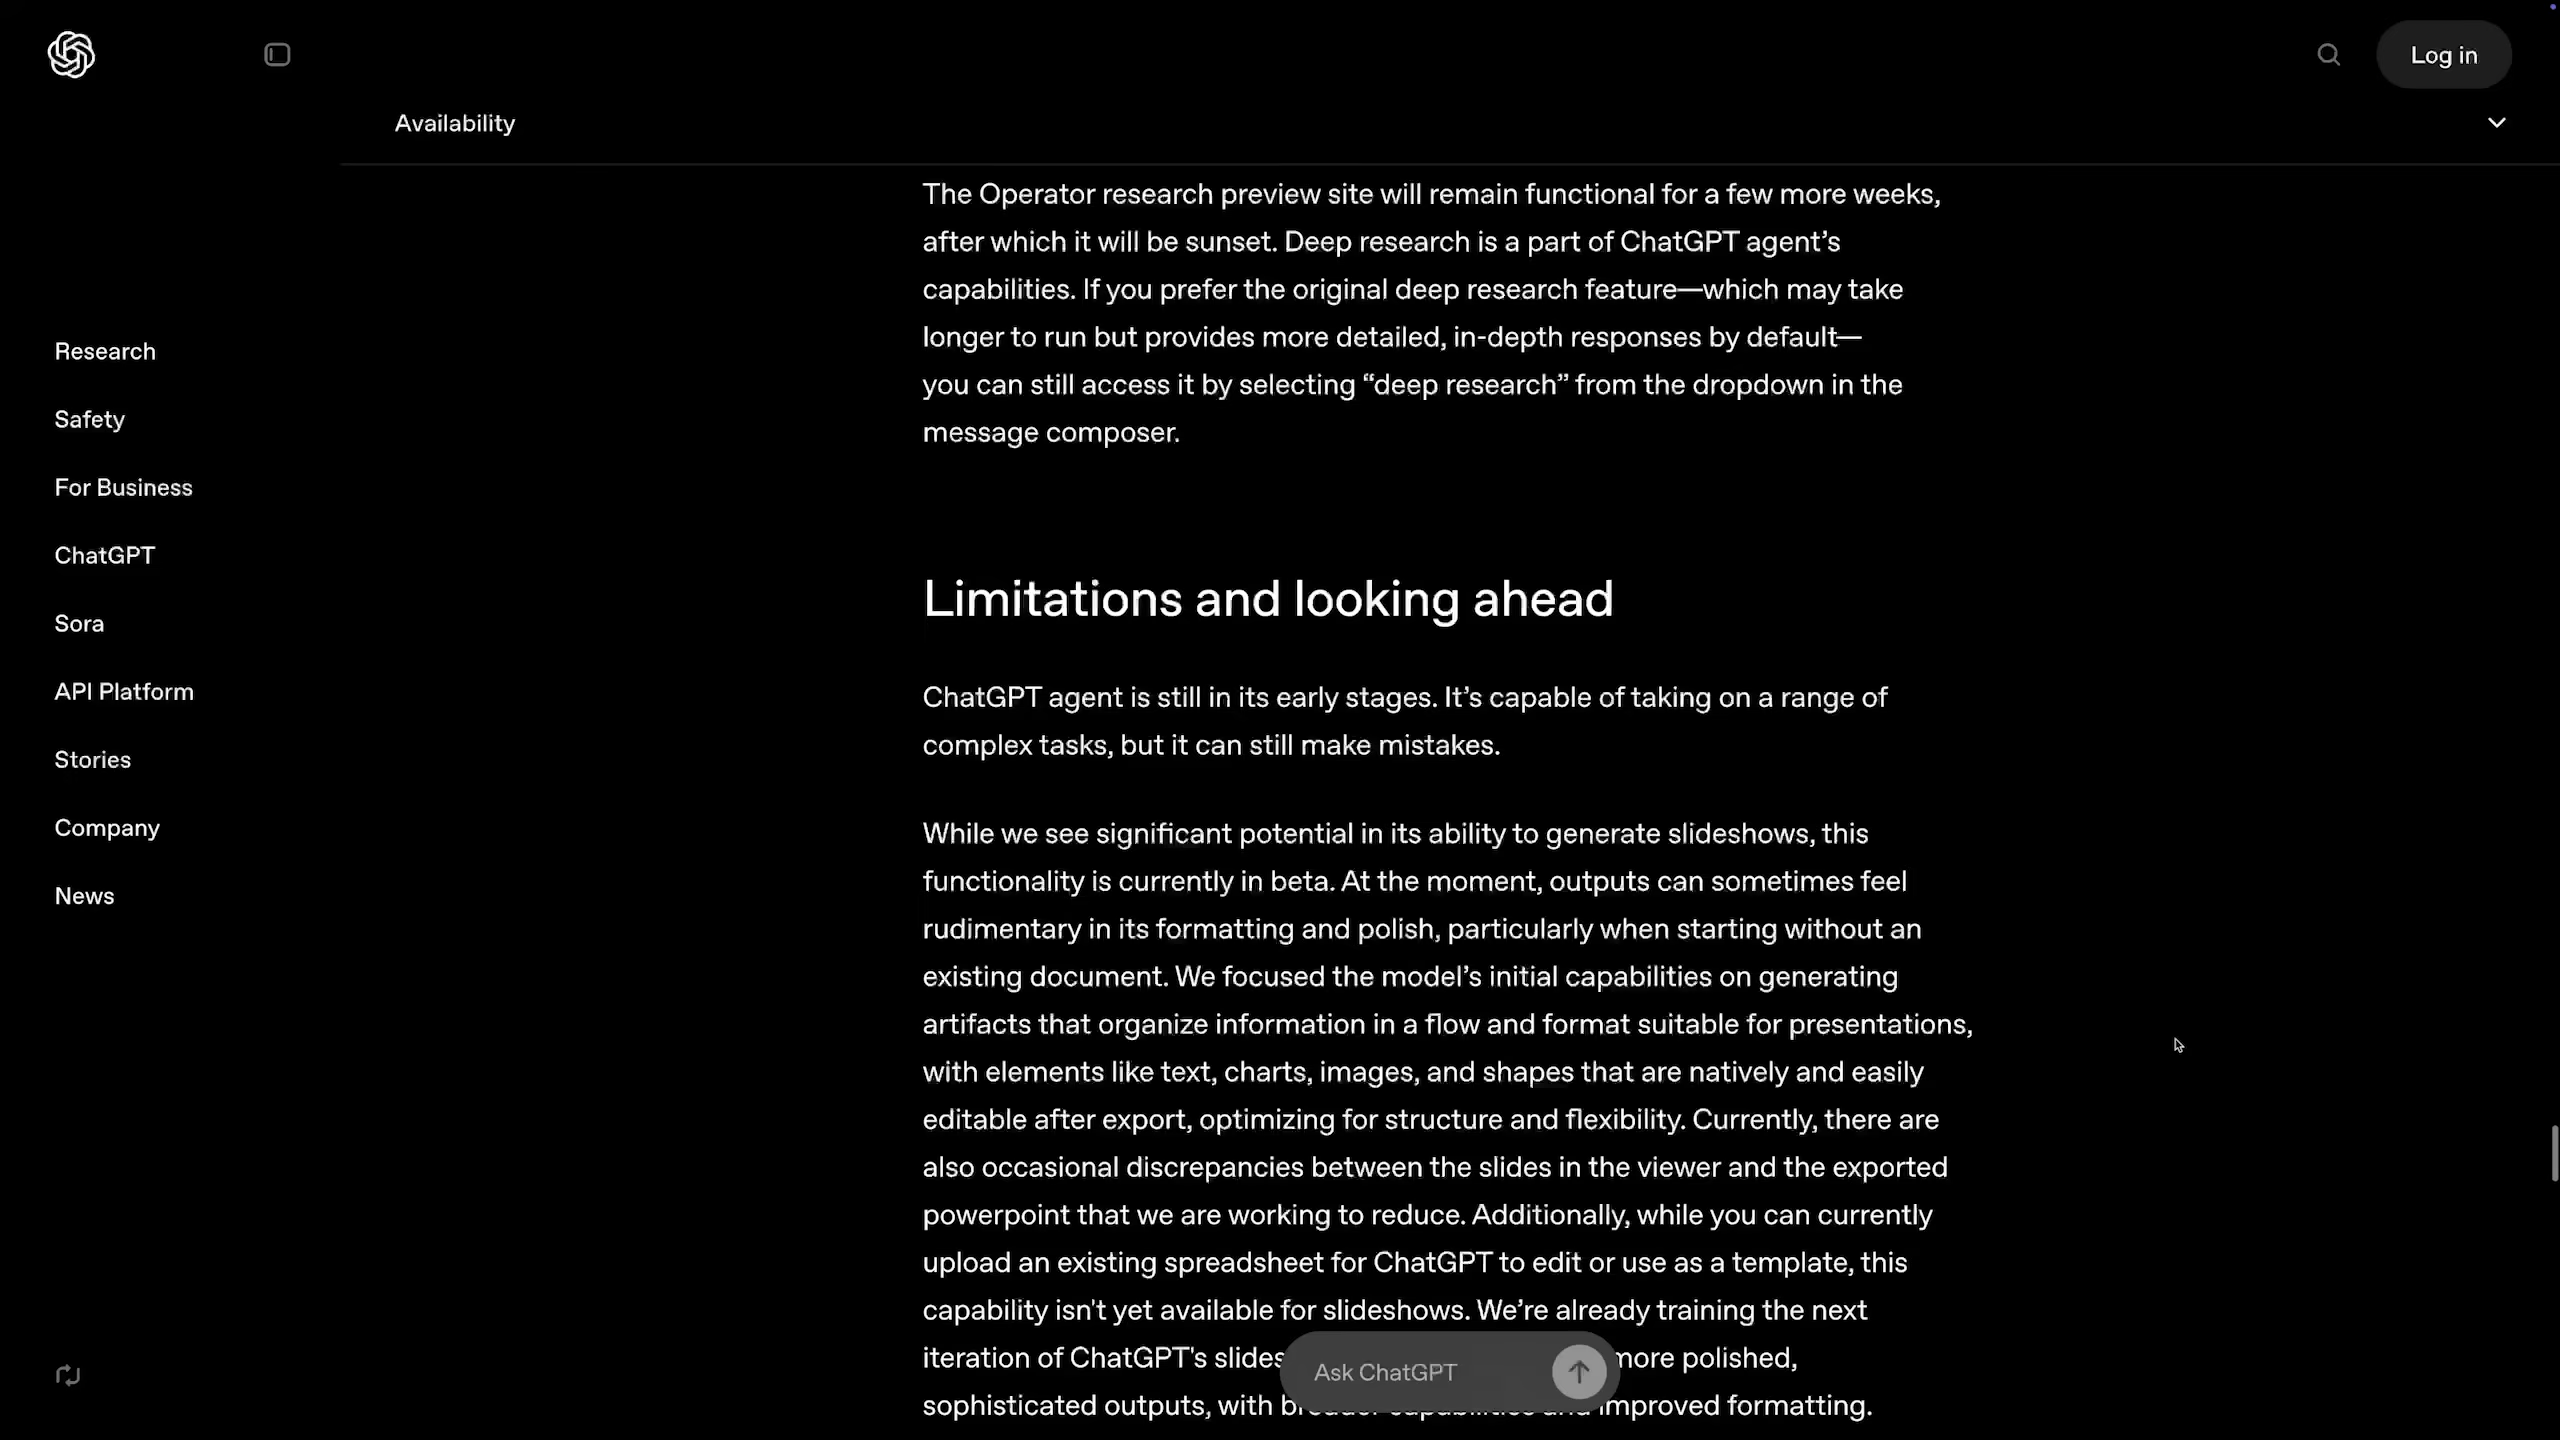 Log in
Availability
The Operator research preview site will remain functional for a few more weeks,
after which it will be sunset. Deep research is a part of ChatGPT agent’s
capabilities. If you prefer the original deep research feature—which may take
longer to run but provides more detailed, in-depth responses by default—
you can still access it by selecting “deep research” from the dropdown in the
message composer.
Research
Safety
For Business
ChatGPT
Sora
API Platform
Stories
Company
News
Limitations and looking ahead
ChatGPT agent is still in its early stages. It’s capable of taking on a range of
complex tasks, but it can still make mistakes.
While we see significant potential in its ability to generate slideshows, this
functionality is currently in beta. At the moment, outputs can sometimes feel
rudimentary in its formatting and polish, particularly when starting without an
existing document. We focused the model’s initial capabilities on generating
artifacts that organize information in a flow and format suitable for presentations,
with elements like text, charts, images, and shapes that are natively and easily
editable after export, optimizing for structure and flexibility. Currently, there are
also occasional discrepancies between the slides in the viewer and the exported
powerpoint that we are working to reduce. Additionally, while you can currently
upload an existing spreadsheet for ChatGPT to edit or use as a template, this
capability isn't yet available for slideshows. We’re already training the next
iteration of ChatGPT's slides more polished,
sophisticated outputs, with broader capabilities and improved formatting.
Ask ChatGPT